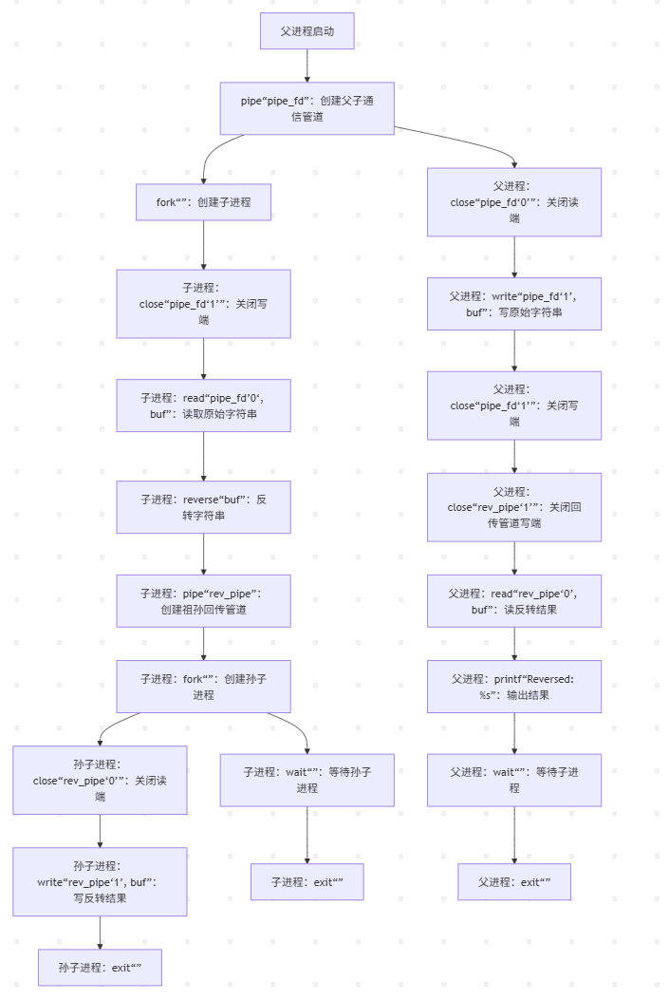 父进程启动
pipe“pipe_fd”：创建父子通
信管道
fork“”：创建子进程
子进程：
close“pipe_fd‘1’”：关闭写
端
子进程：read“pipe_fd’0‘，
buf”：读取原始字符串
子进程：reverse“buf”：反
转字符串
子进程：pipe“rev_pipe”：
创建祖孙回传管道
子进程：fork“”：创建孙子
进程
孙子进程：
close“rev_pipe‘0’”：关闭读
端
孙子进程：
write“rev_pipe‘1’，buf”：
写反转结果
孙子进程：exit“”
子进程：wait“”：等待孙子
进程
子进程：exit“”
父进程：
close“pipe_fd‘0’”：关闭读
端
父进程：write“pipe_fd‘1’，
buf”：写原始字符串
父进程：
close“pipe_fd‘1’”：关闭写
端
父进程：
close“rev_pipe‘1’”：关闭回
传管道写端
父进程：read“rev_pipe‘0’，
buf”：读反转结果
父进程：printf“Reversed:
%s”：输出结果
父进程：wait“”：等待子进
程
父进程：exit“”